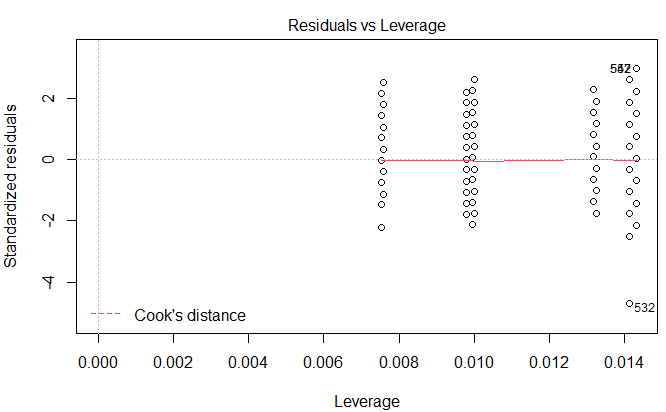 Residuals vs Leverage
Standardized residuals
2
0
-2
-4
532
Cook's distance
0.000 0.002 0.004 0.006 0.008 0.010 0.012 0.014
Leverage